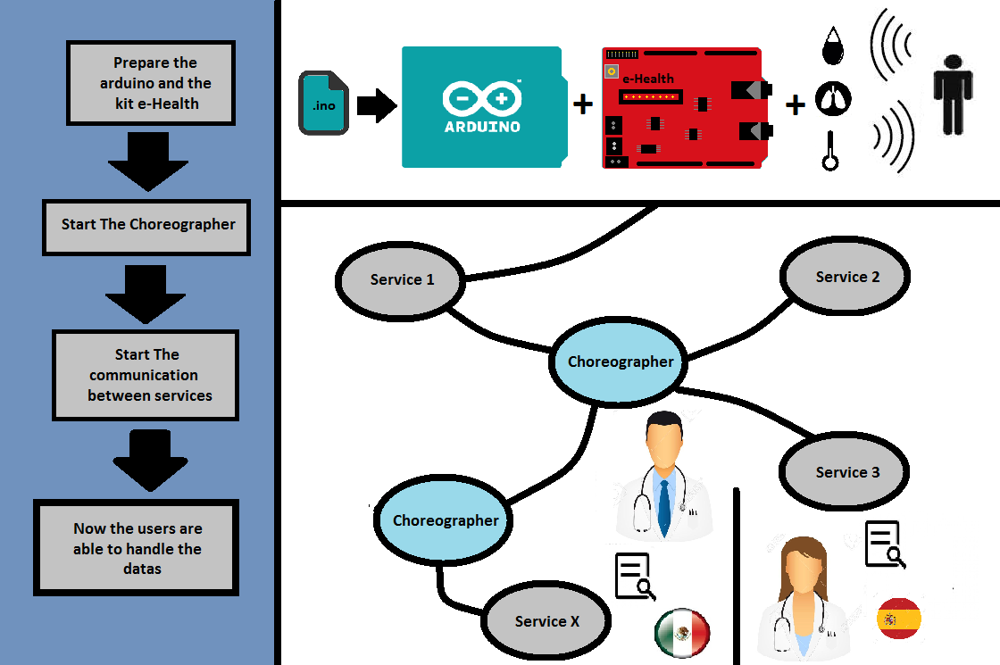 Prepare the
arduino and the
kit e-Health
Start The Choreographer
Start The
communication
between services
Now the users are
able to handle the
datas
.ino
ARDUINO
+
e-Health
+
Service 1
Service 2
Choreographer
Service 3
Choreographer
Service X